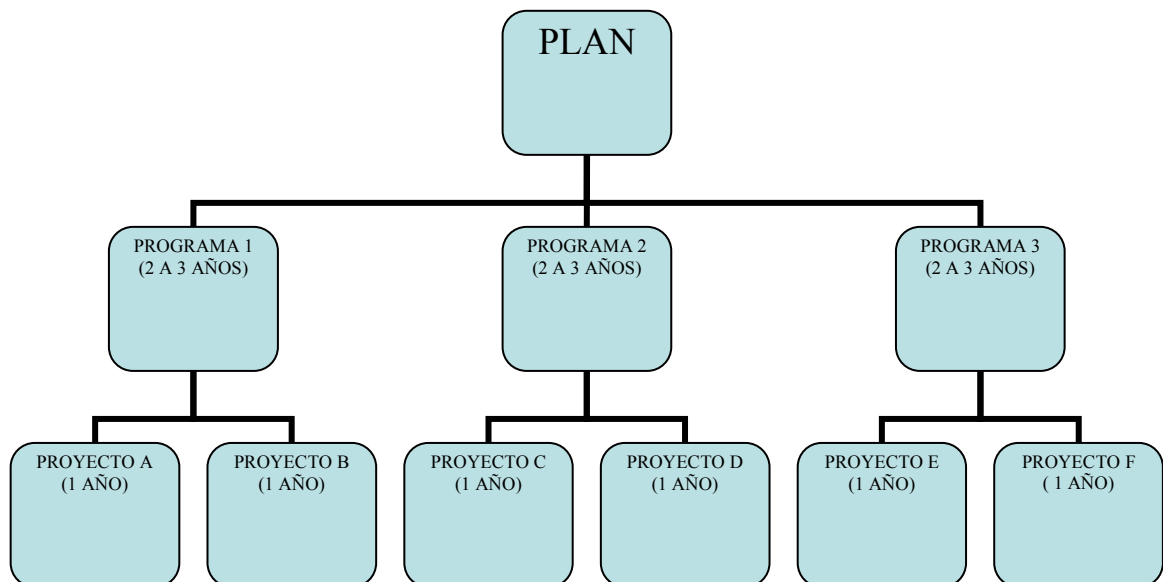 PLAN
PROGRAMA 1
(2 A 3 AÑOS)
PROGRAMA 2
(2 A 3 AÑOS)
PROGRAMA 3
(2 A 3 AÑOS)
PROYECTO A
(1 AÑO)
PROYECTO B
(1 AÑO)
PROYECTO C
(1 AÑO)
PROYECTO D
(1 AÑO)
PROYECTO E
(1 AÑO)
PROYECTO F
( 1 AÑO)